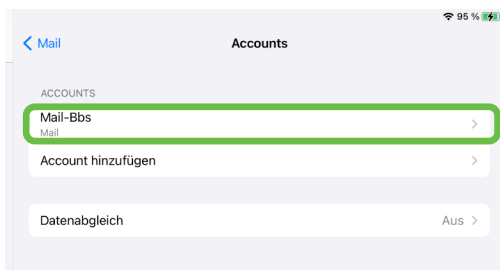 95 %
Mail
Accounts
ACCOUNTS
Mail-Bbs
Mail
Account hinzufügen
Datenabgleich
Aus